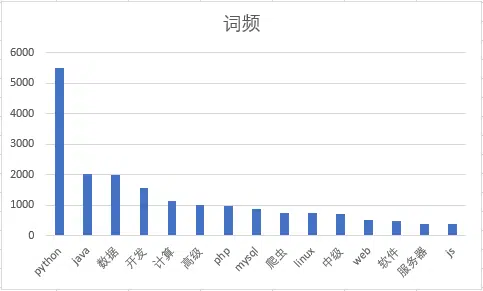 词频
6000
5000
4000
3000
2000
1000
0
python
java
数据
开发
计算
高级
php
mysql
爬虫
linux
中级
web
软件
服务器
js